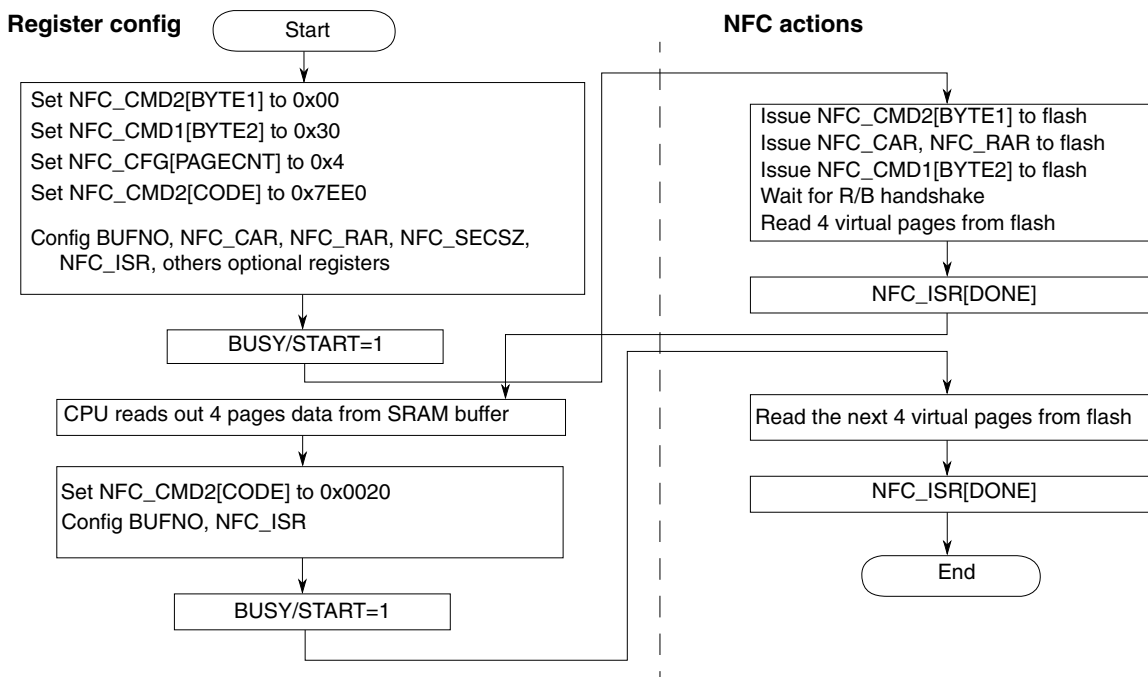 Register config
Start
NFC actions
Set NFC_CMD2[BYTE1] to 0x00
Set NFC_CMD1[BYTE2] to 0x30
Set NFC_CFG[PAGECNT] to 0x4
Set NFC_CMD2[CODE] to 0x7EE0
Config BUFNO, NFC_CAR, NFC_RAR, NFC_SECSZ,
NFC_ISR, others optional registers
BUSY/START=1
Issue NFC_CMD2[BYTE1] to flash
Issue NFC_CAR, NFC_RAR to flash
Issue NFC_CMD1[BYTE2] to flash
Wait for R/B handshake
Read 4 virtual pages from flash
NFC_ISR[DONE]
CPU reads out 4 pages data from SRAM buffer
Set NFC_CMD2[CODE] to 0x0020
Config BUFNO, NFC_ISR
BUSY/START=1
Read the next 4 virtual pages from flash
NFC_ISR[DONE]
End